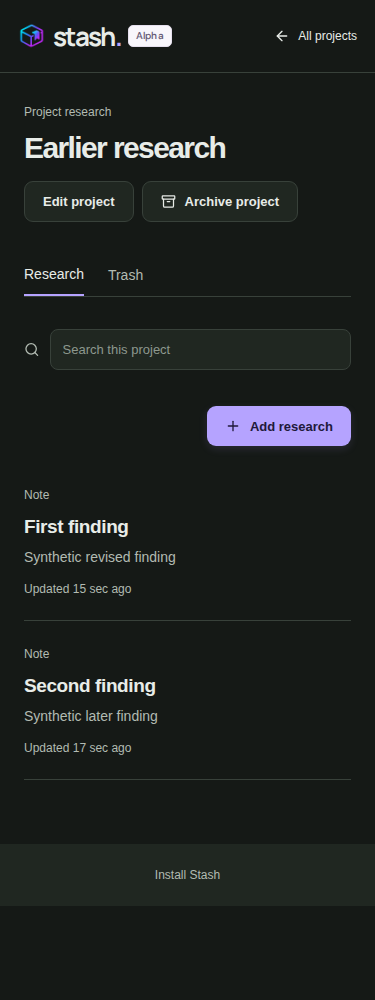 stash. Alpha
All projects
Project research
Earlier research
Edit project
Archive project
Research
Trash
Search this project
Add research
Note
First finding
Synthetic revised finding
Updated 15 sec ago
Note
Second finding
Synthetic later finding
Updated 17 sec ago
Install Stash